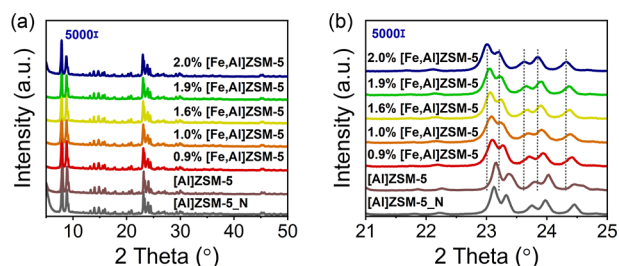 (a)
5000
2.0% [Fe,Al]ZSM-5
1.9% [Fe,Al]ZSM-5
1.6% [Fe,Al]ZSM-5
1.0% [Fe,Al]ZSM-5
0.9% [Fe,Al]ZSM-5
[Al]ZSM-5
[Al]ZSM-5_N
Intensity (a.u.)
10 20 30 40 50
2 Theta (°)
(b)
5000
2.0% [Fe,Al]ZSM-5
1.9% [Fe,Al]ZSM-5
1.6% [Fe,Al]ZSM-5
1.0% [Fe,Al]ZSM-5
0.9% [Fe,Al]ZSM-5
[Al]ZSM-5
[Al]ZSM-5_N
Intensity (a.u.)
21 22 23 24 25
2 Theta (°)